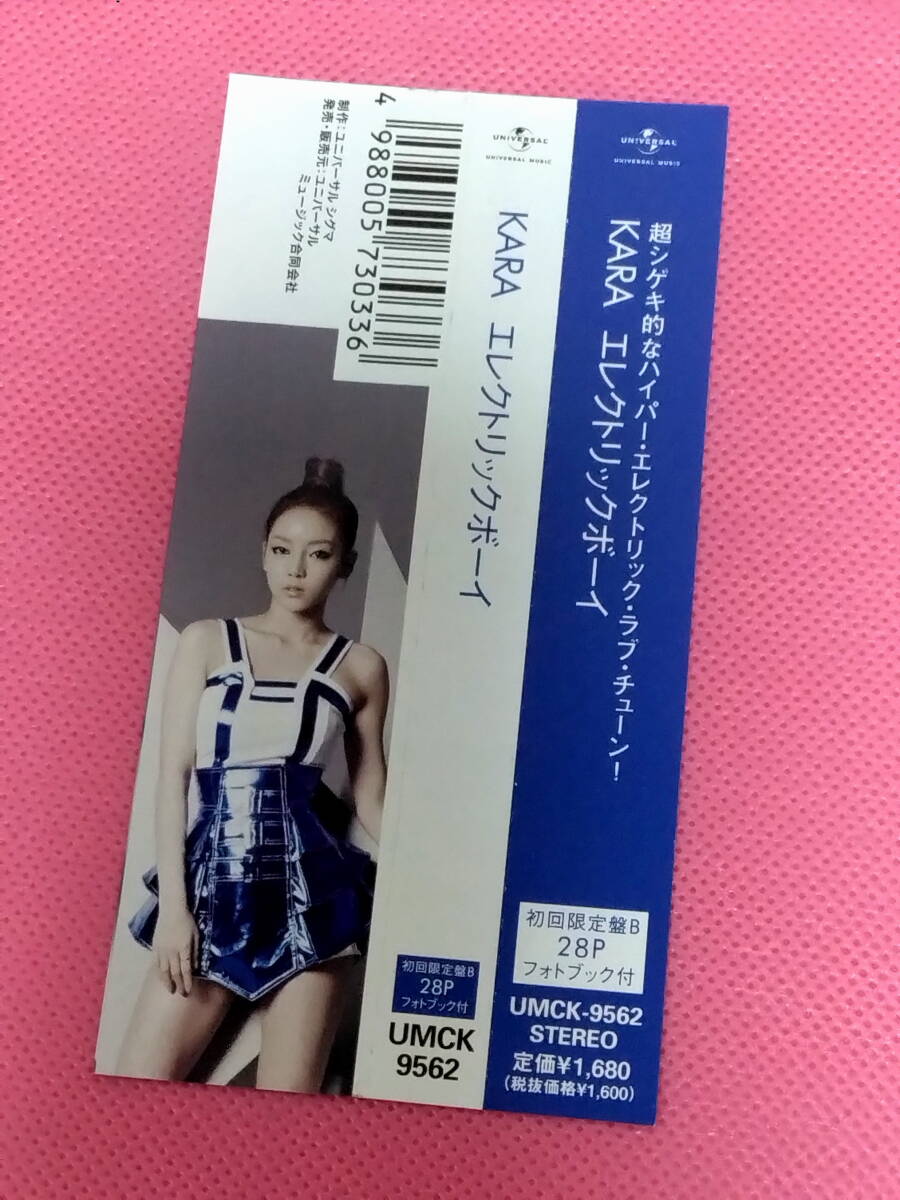 UNIVERSAL
UNIVERSAL MUSIC
超シゲキ的なハイパー・エレクトリック・ラブ・チューン!
KARA エレクトリックボーイ
初回限定盤B
28P
フォトブック付
UMCK-9562
STEREO
定価¥1,680
(税抜価格¥1,600)
UNIVERSAL
UNIVERSAL MUSIC
KARA エレクトリックボーイ
初回限定盤B
28P
フォトブック付
UMCK
9562
4 988005 730336
制作:ユニバーサル シグマ
発売・販売元:ユニバーサル
ミュージック合同会社